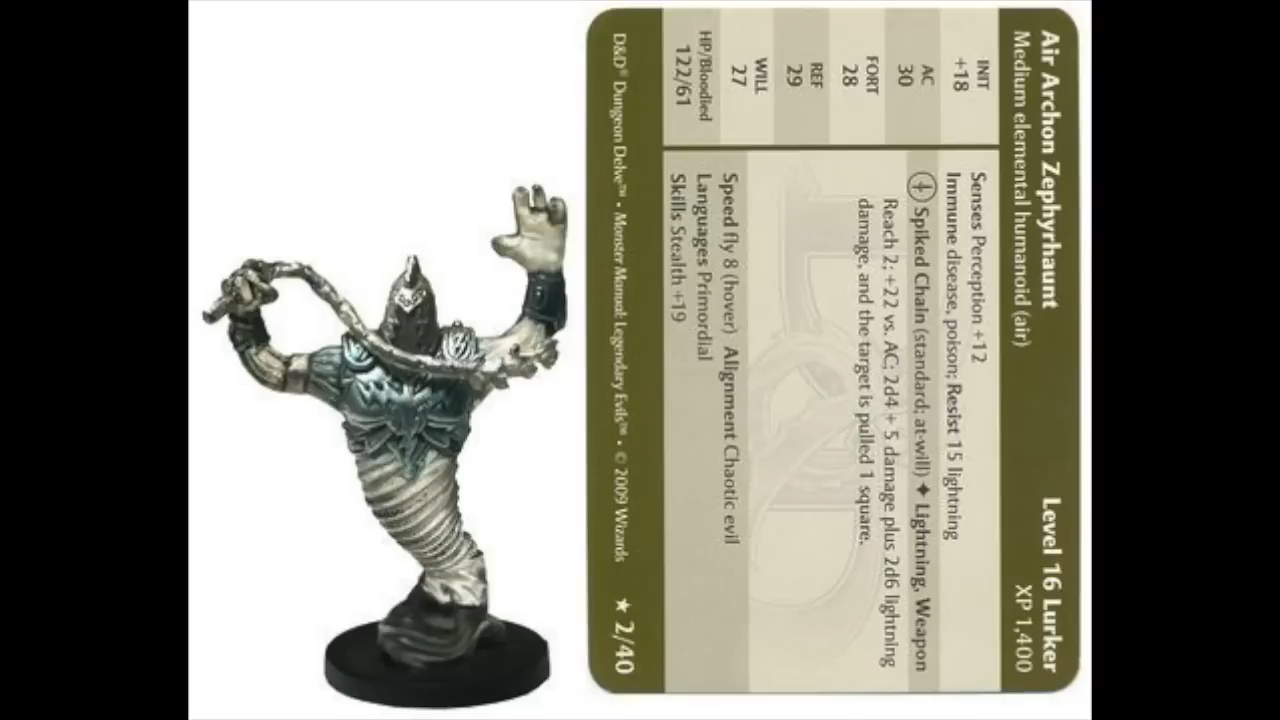 Air Archon Zephyrhaunt Level 16 Lurker
Medium elemental humanoid (air) XP 1,400
INIT
+18
AC
30
FORT
28
REF
29
WILL
27
HP/Bloodied
122/61
Senses Perception +12
Immune disease, poison; Resist 15 lightning
Spiked Chain (standard; at-will) ✦ Lightning, Weapon
Reach 2; +22 vs. AC; 2d4 + 5 damage plus 2d6 lightning
damage, and the target is pulled 1 square.
Speed fly 8 (hover) Alignment Chaotic evil
Languages Primordial
Skills Stealth +19
D&D® Dungeon Delve™ • Monster Manual: Legendary Evils™ • © 2009 Wizards ★ 2/40